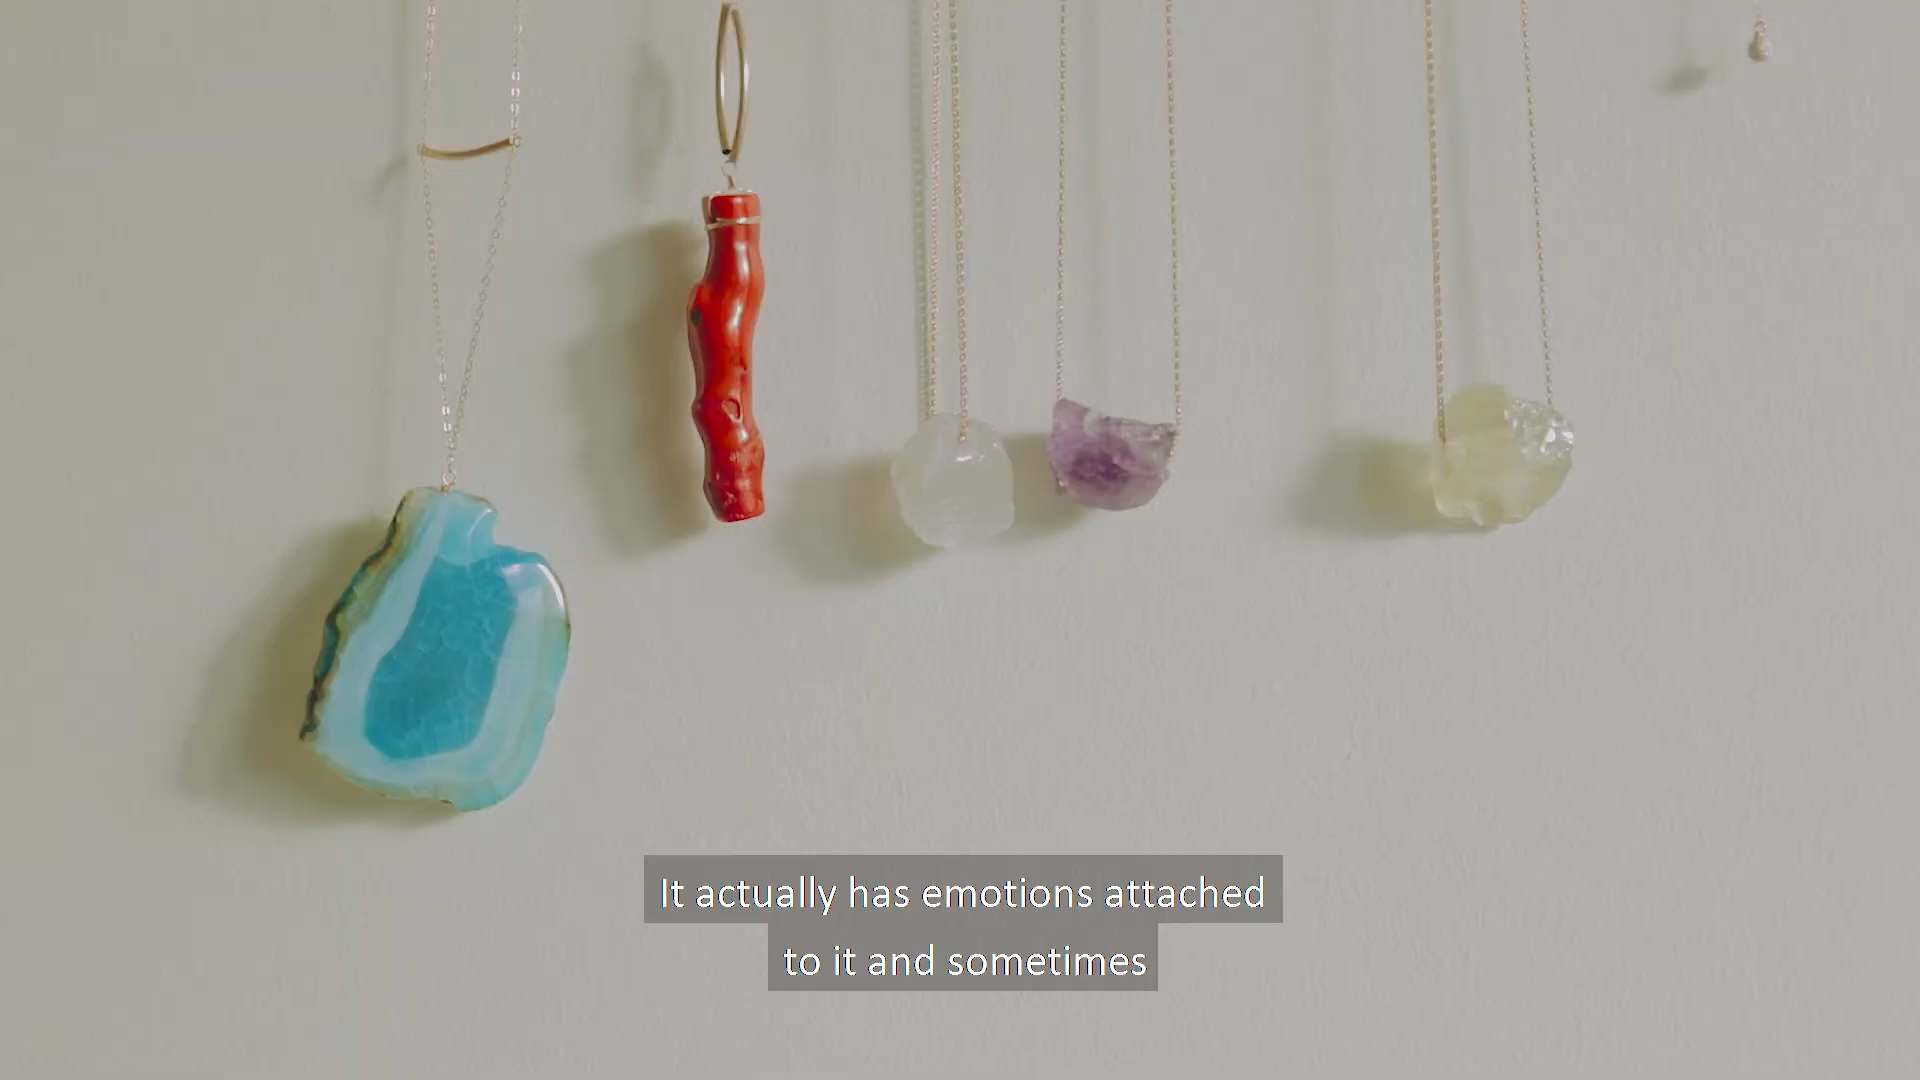 It actually has emotions attached
to it and sometimes